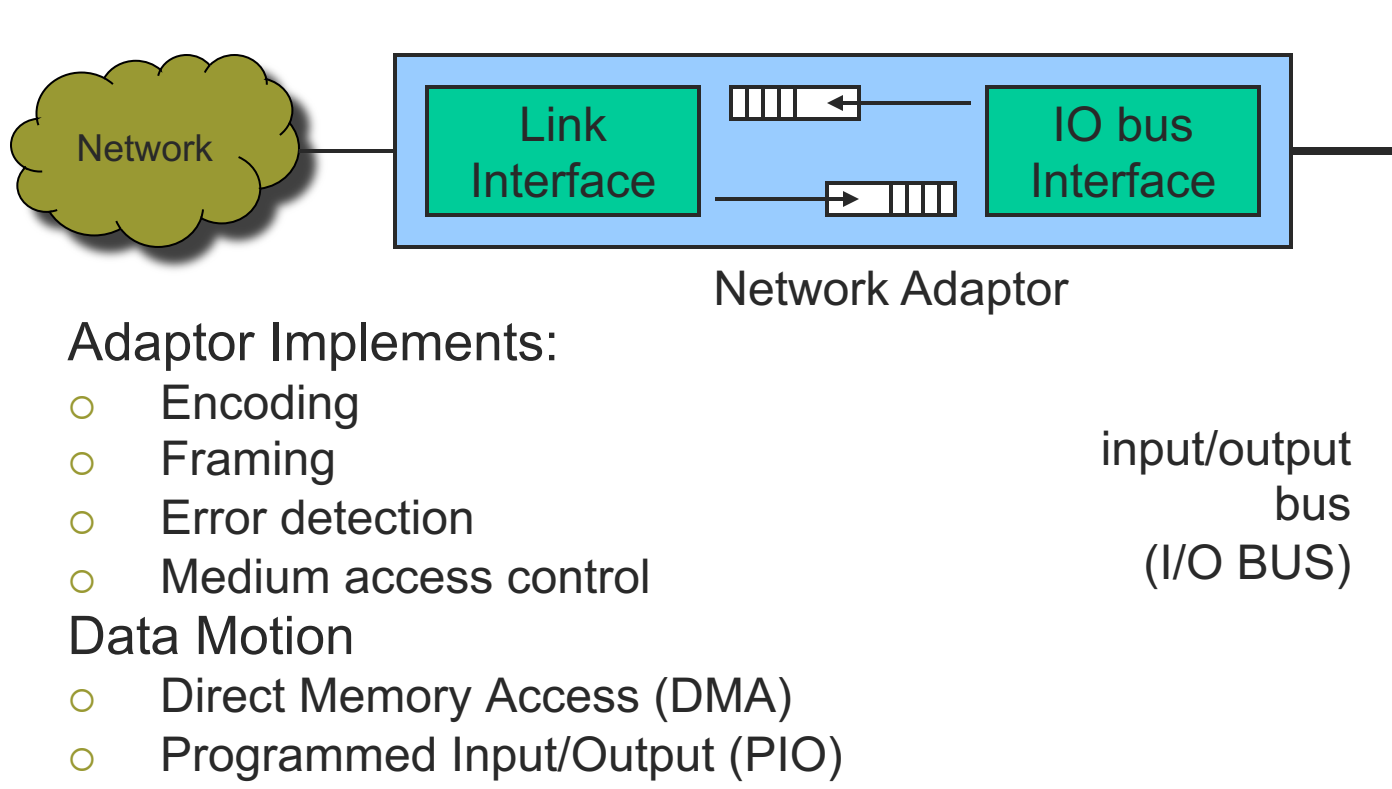 Network
Link
Interface
IO bus
Interface
Network Adaptor
Adaptor Implements:
Encoding
Framing
Error detection
Medium access control
input/output
bus
(I/O BUS)
Data Motion
Direct Memory Access (DMA)
Programmed Input/Output (PIO)